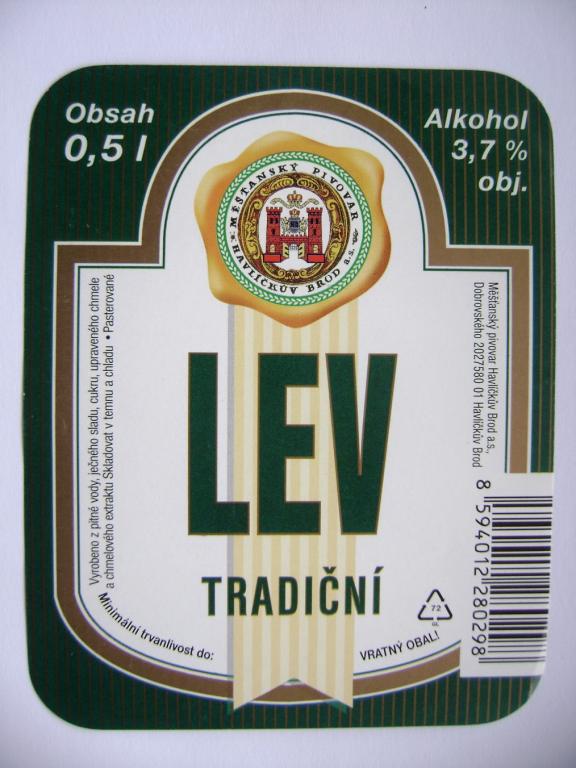 Obsah
0,5 l
Alkohol
3,7 %
obj.
MĚŠŤANSKÝ PIVOVAR
HAVLÍČKŮV BROD a.s.
Vyrobeno z pitné vody, ječného sladu, cukru, upraveného chmele
a chmelového extraktu Skladovat v temnu a chladu • Pasterované
Měšťanský pivovar Havlíčkův Brod a.s.,
Dobrovského 2027580 01 Havlíčkův Brod
LEV
TRADIČNÍ
Minimální trvanlivost do:
VRATNÝ OBAL!
72
GL
8 594012 280298